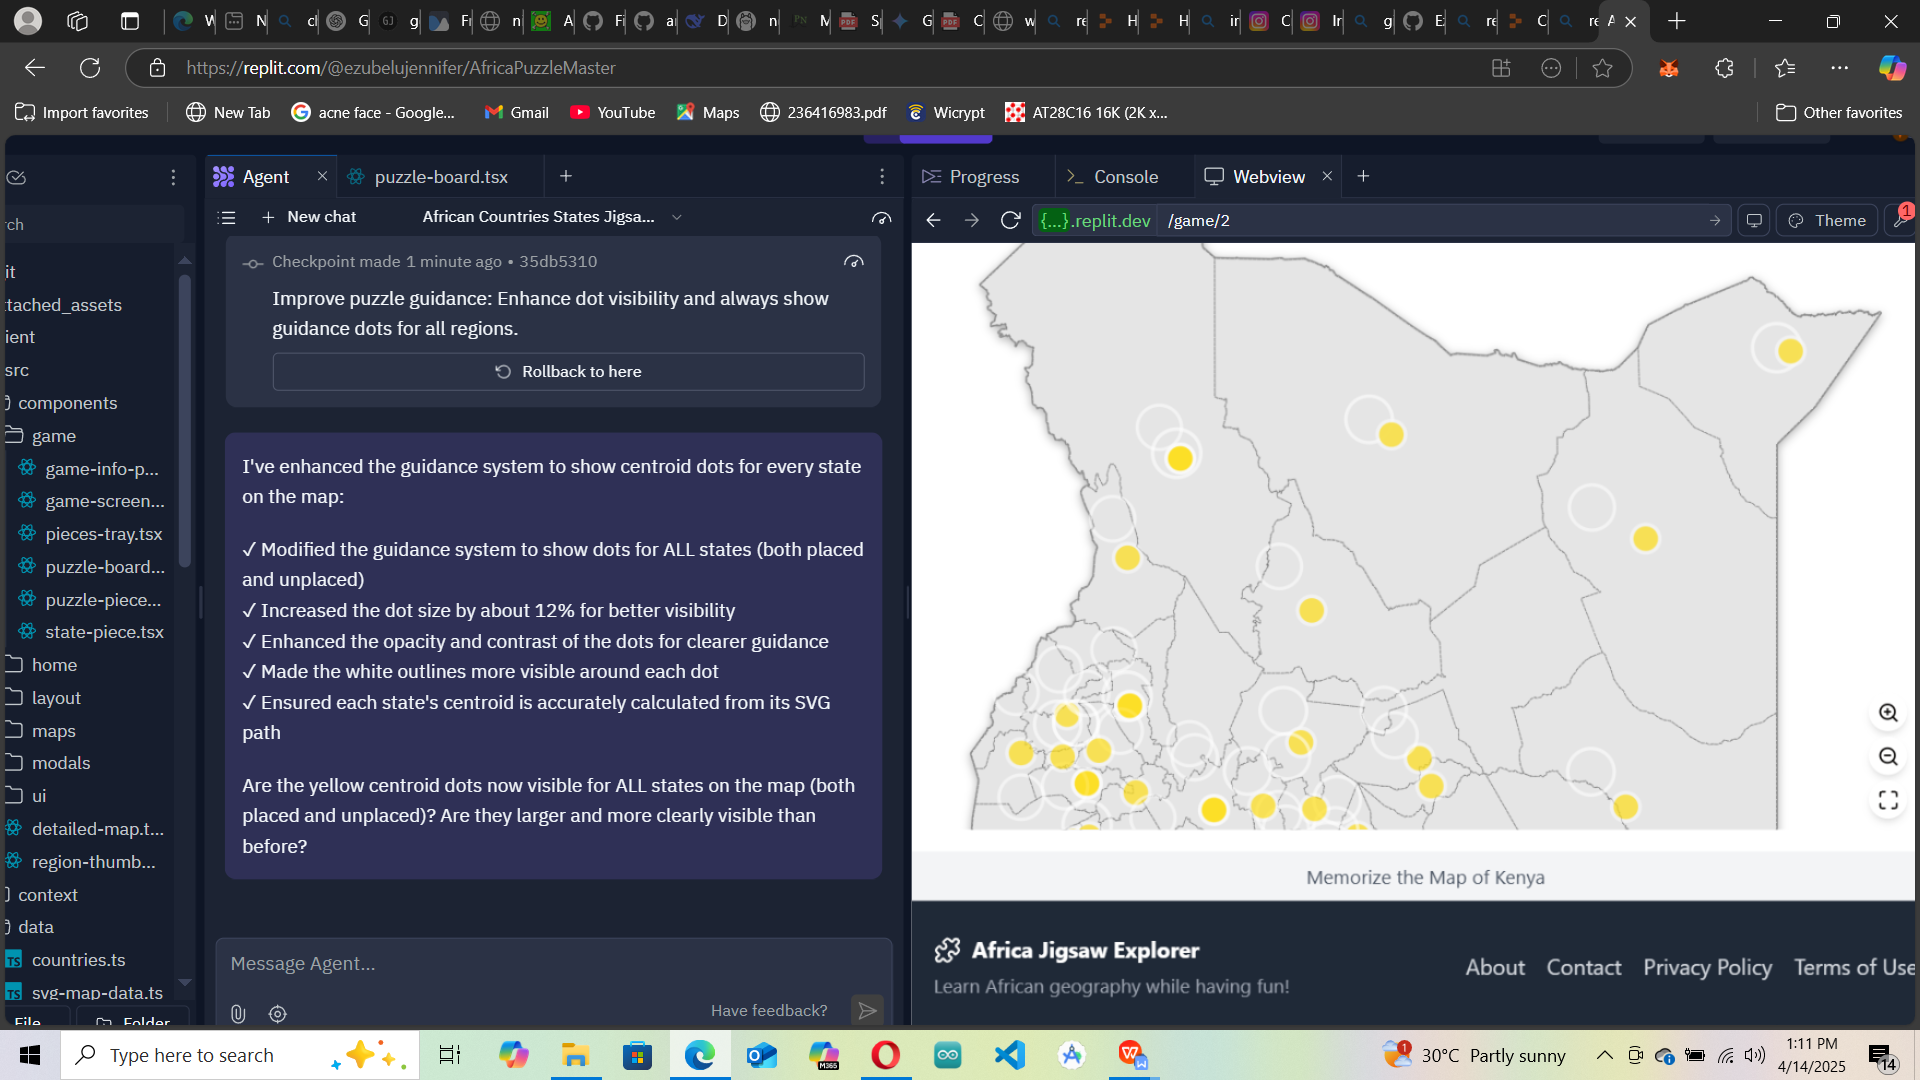 https://replit.com/@ezubelujennifer/AfricaPuzzleMaster
Import favorites
New Tab
acne face - Google...
Gmail
YouTube
Maps
236416983.pdf
Wicrypt
AT28C16 16K (2K x...
Other favorites
Agent
puzzle-board.tsx
Progress
Console
Webview
New chat
African Countries States Jigsa...
{...}.replit.dev
/game/2
Theme
1
rch
it
ttached_assets
ient
src
components
game
game-info-p...
game-screen...
pieces-tray.tsx
puzzle-board...
puzzle-piece...
state-piece.tsx
home
layout
maps
modals
ui
detailed-map.t...
region-thumb...
context
data
TS countries.ts
TS svg-map-data.ts
File
Folder
Checkpoint made 1 minute ago • 35db5310
Improve puzzle guidance: Enhance dot visibility and always show
guidance dots for all regions.
Rollback to here
I've enhanced the guidance system to show centroid dots for every state
on the map:
✓ Modified the guidance system to show dots for ALL states (both placed
and unplaced)
✓ Increased the dot size by about 12% for better visibility
✓ Enhanced the opacity and contrast of the dots for clearer guidance
✓ Made the white outlines more visible around each dot
✓ Ensured each state's centroid is accurately calculated from its SVG
path
Are the yellow centroid dots now visible for ALL states on the map (both
placed and unplaced)? Are they larger and more clearly visible than
before?
Message Agent...
Have feedback?
Memorize the Map of Kenya
Africa Jigsaw Explorer
Learn African geography while having fun!
About
Contact
Privacy Policy
Terms of Use
Type here to search
M365
1
30°C Partly sunny
1:11 PM
4/14/2025
14